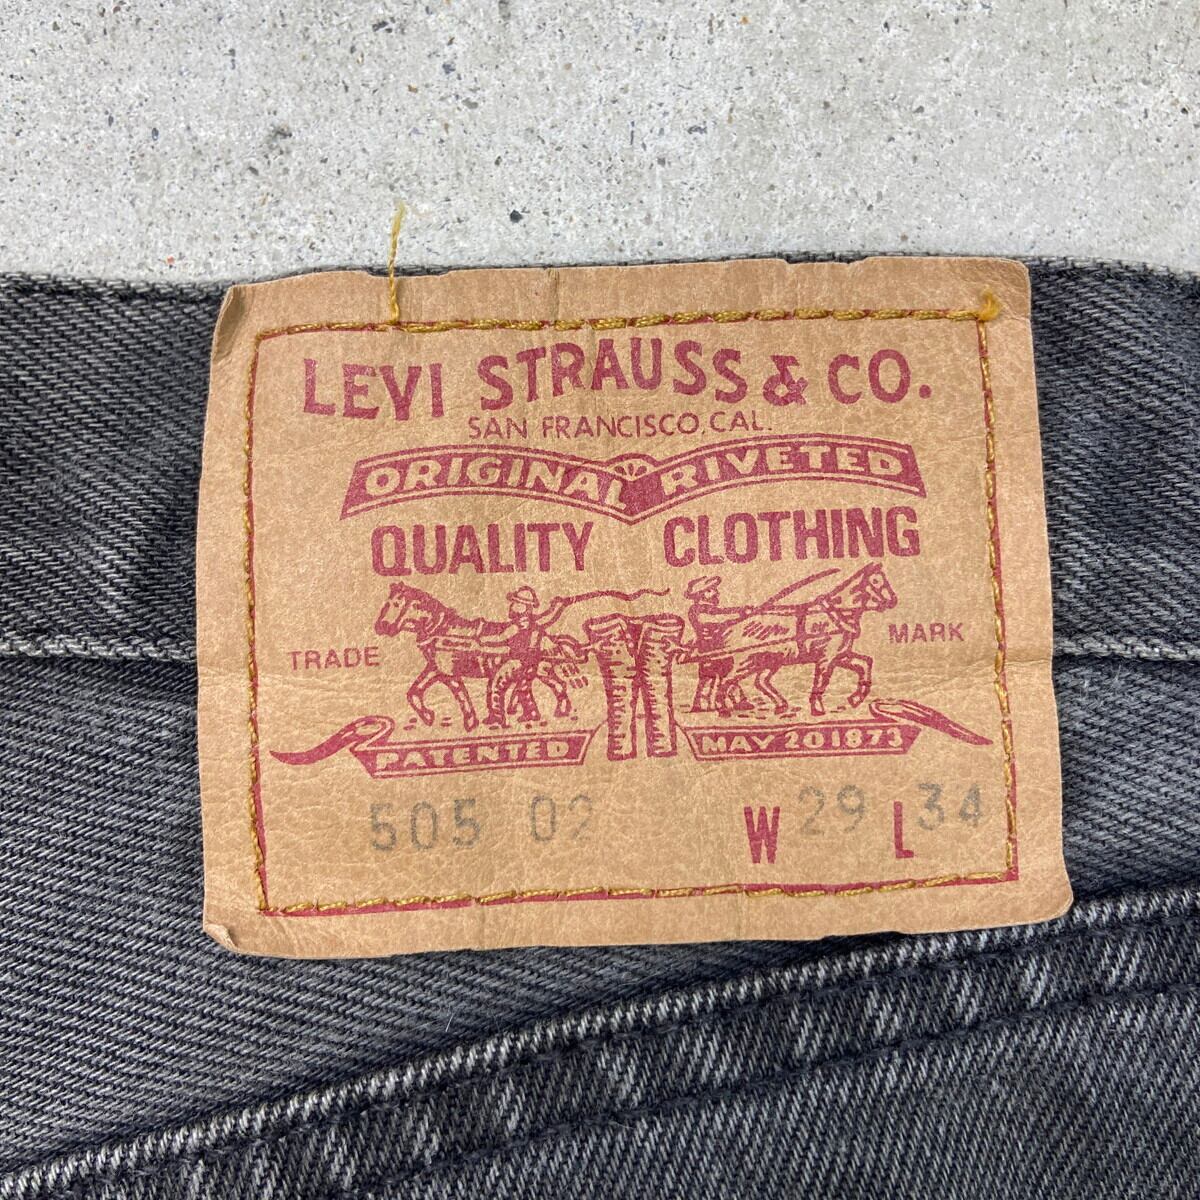 LEVI STRAUSS & CO.
SAN FRANCISCO, CAL.
ORIGINAL RIVETED
QUALITY CLOTHING
TRADE MARK
PATENTED MAY 20 1873
505 02 W 29 L 34